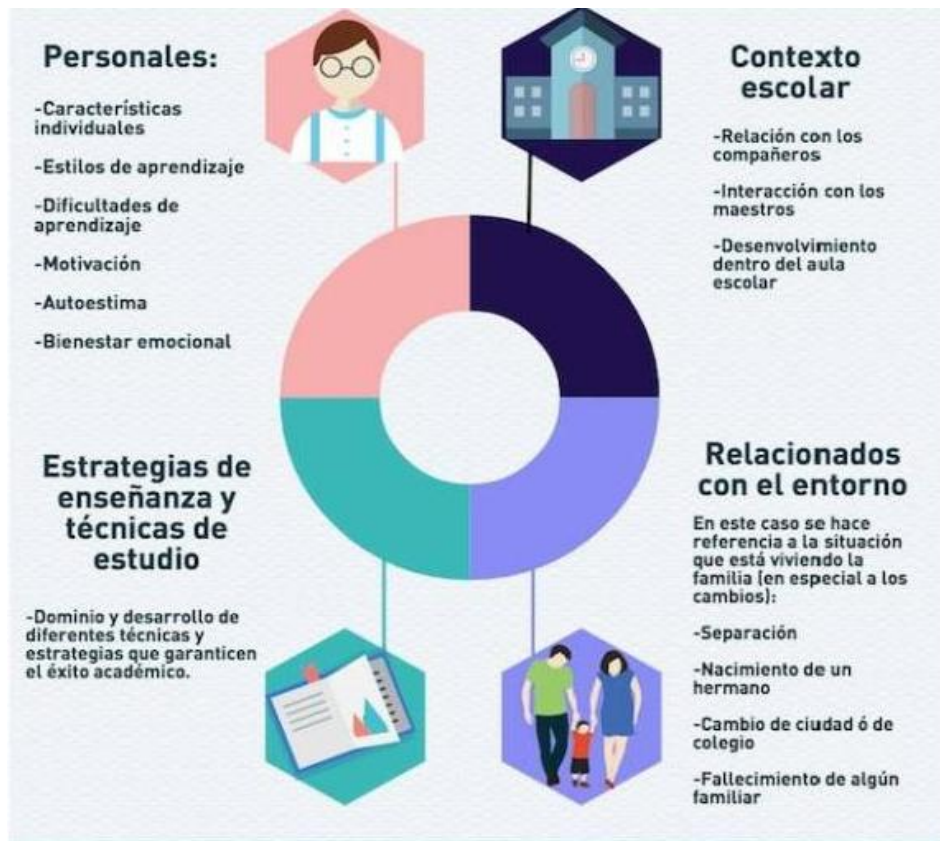 Personales:
-Características
individuales
-Estilos de aprendizaje
-Dificultades de
aprendizaje
-Motivación
-Autoestima
-Bienestar emocional
Contexto
escolar
-Relación con los
compañeros
-Interacción con los
maestros
-Desenvolvimiento
dentro del aula
escolar
Estrategias de
enseñanza y
técnicas de
estudio
-Dominio y desarrollo de
diferentes técnicas y
estrategias que garanticen
el éxito académico.
Relacionados
con el entorno
En este caso se hace
referencia a la situación
que está viviendo la
familia (en especial a los
cambios):
-Separación
-Nacimiento de un
hermano
-Cambio de ciudad ó de
colegio
-Fallecimiento de algún
familiar